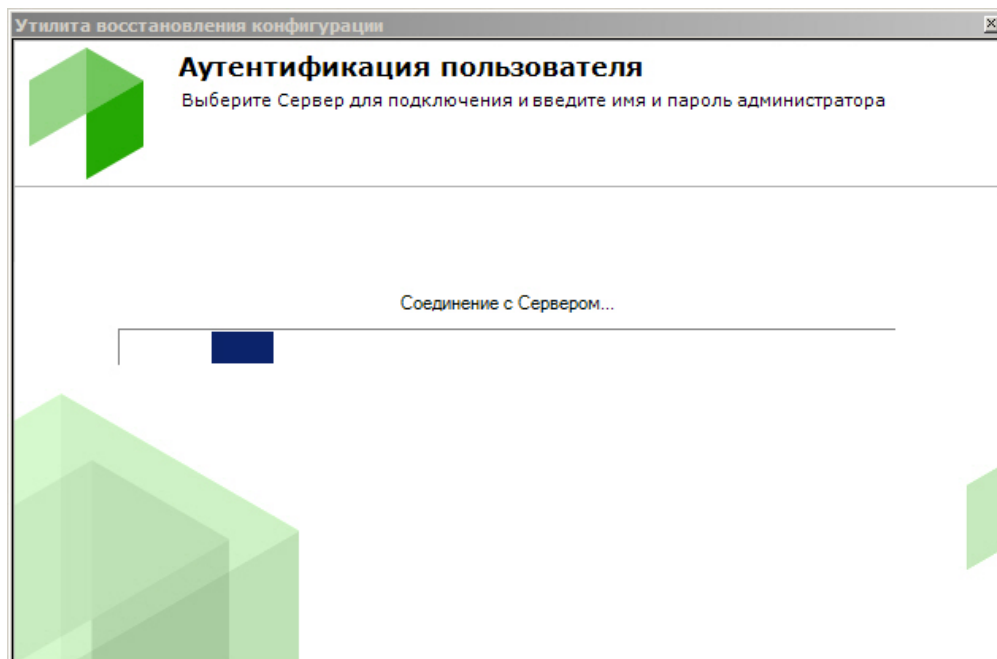 Утилита восстановления конфигурации
Аутентификация пользователя
Выберите Сервер для подключения и введите имя и пароль администратора
Соединение с Сервером...